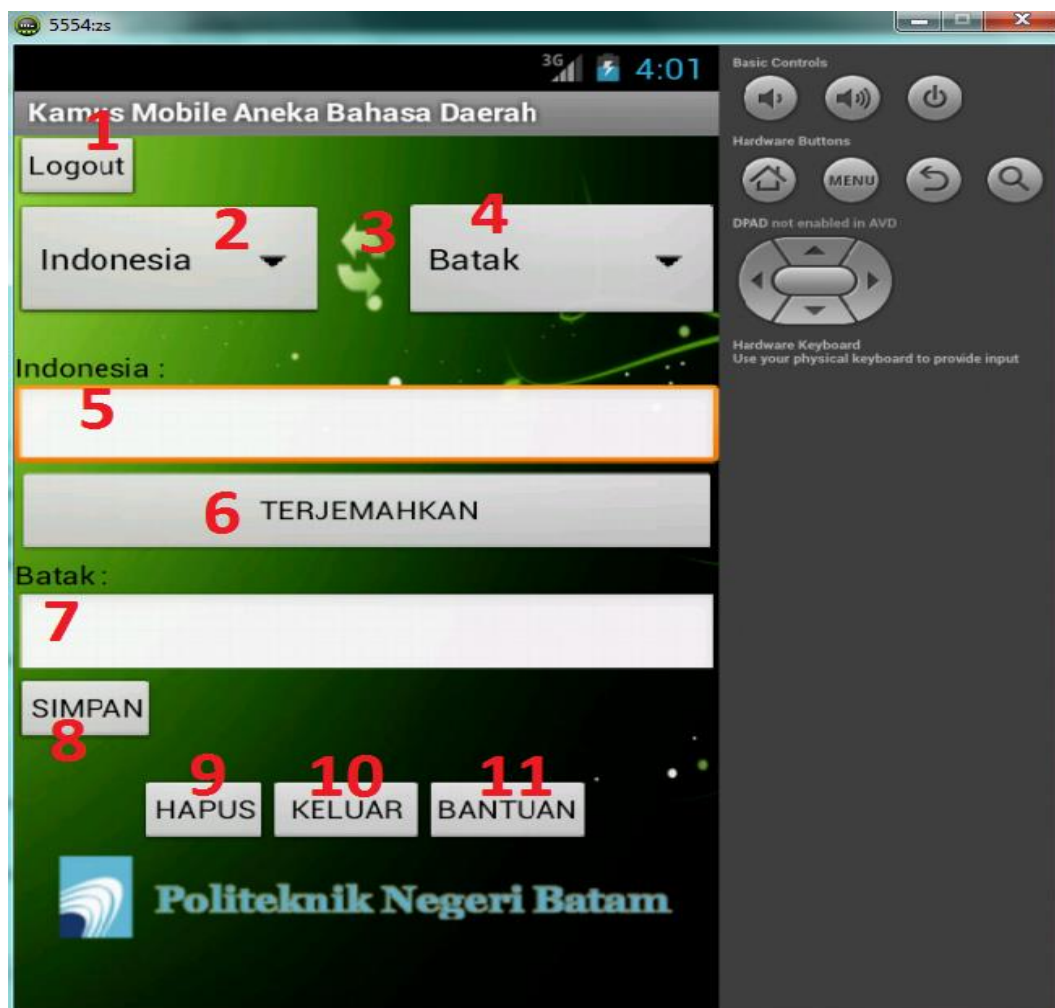 5554:zs
3G 4:01
Kamus Mobile Aneka Bahasa Daerah
1
Logout
2
3
4
Indonesia
Batak
Indonesia :
5
6
TERJEMAHKAN
Batak :
7
SIMPAN
8
9
10
11
HAPUS
KELUAR
BANTUAN
Politeknik Negeri Batam
Basic Controls
Hardware Buttons
MENU
DPAD not enabled in AVD
Hardware Keyboard
Use your physical keyboard to provide input